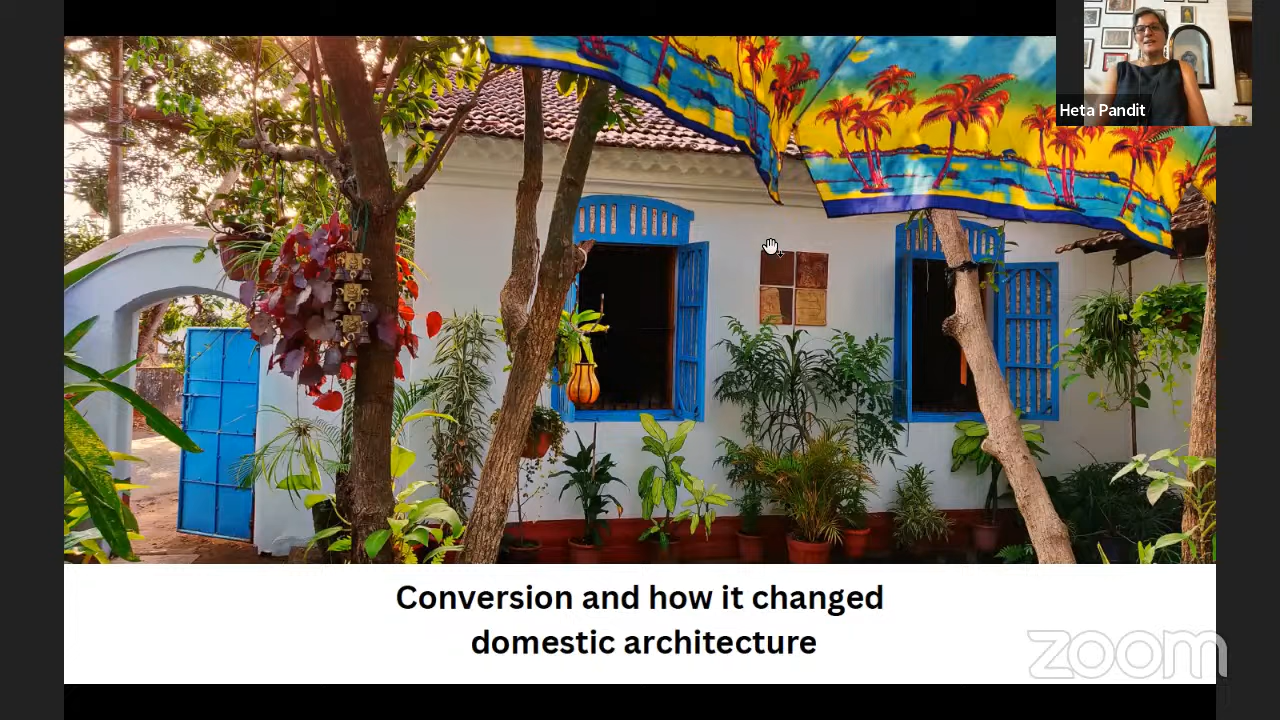 Heta Pandit
Conversion and how it changed
domestic architecture
zoom